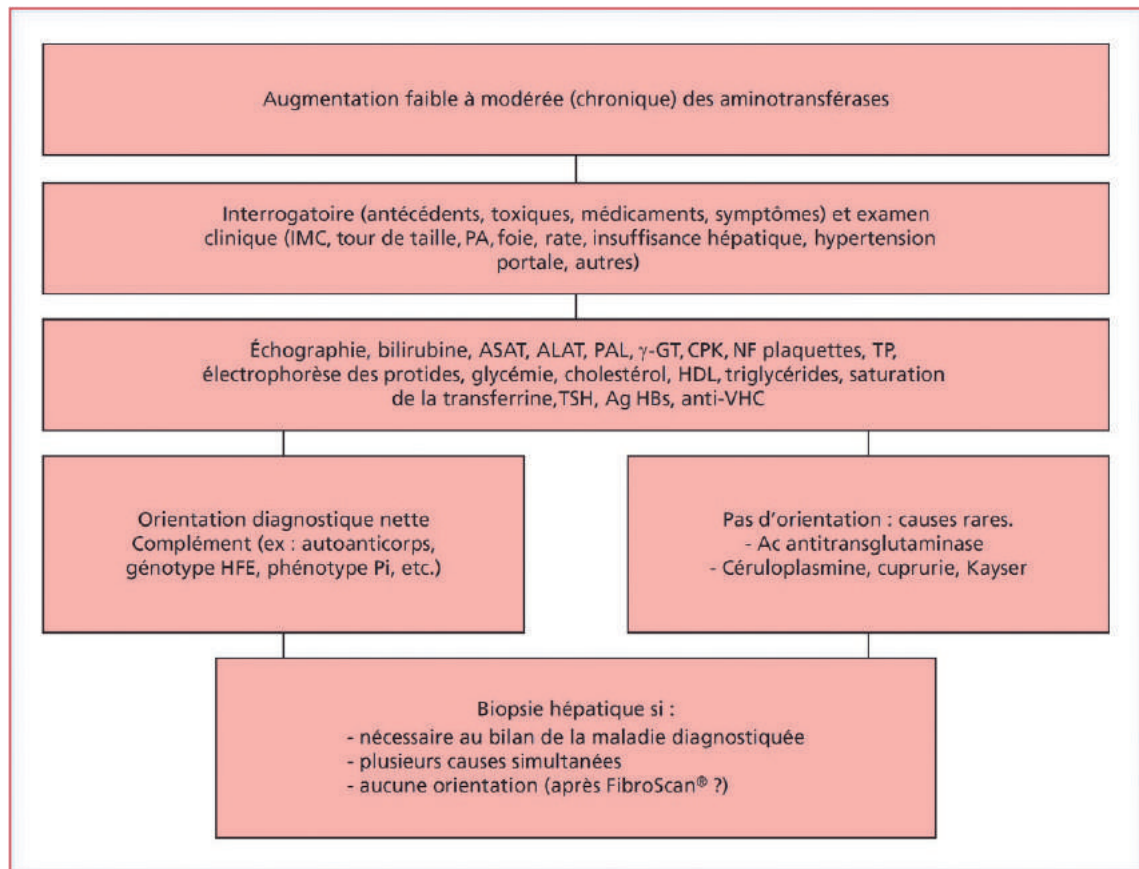 Augmentation faible à modérée (chronique) des aminotransférases
Interrogatoire (antécédents, toxiques, médicaments, symptômes) et examen
clinique (IMC, tour de taille, PA, foie, rate, insuffisance hépatique, hypertension
portale, autres)
Échographie, bilirubine, ASAT, ALAT, PAL, γ-GT, CPK, NF plaquettes, TP,
électrophorèse des protides, glycémie, cholestérol, HDL, triglycérides, saturation
de la transferrine, TSH, Ag HBs, anti-VHC
Orientation diagnostique nette
Complément (ex : autoanticorps,
génotype HFE, phénotype Pi, etc.)
Pas d'orientation : causes rares.
- Ac antitransglutaminase
- Céruloplasmine, cuprurie, Kayser
Biopsie hépatique si :
- nécessaire au bilan de la maladie diagnostiquée
- plusieurs causes simultanées
- aucune orientation (après FibroScan® ?)